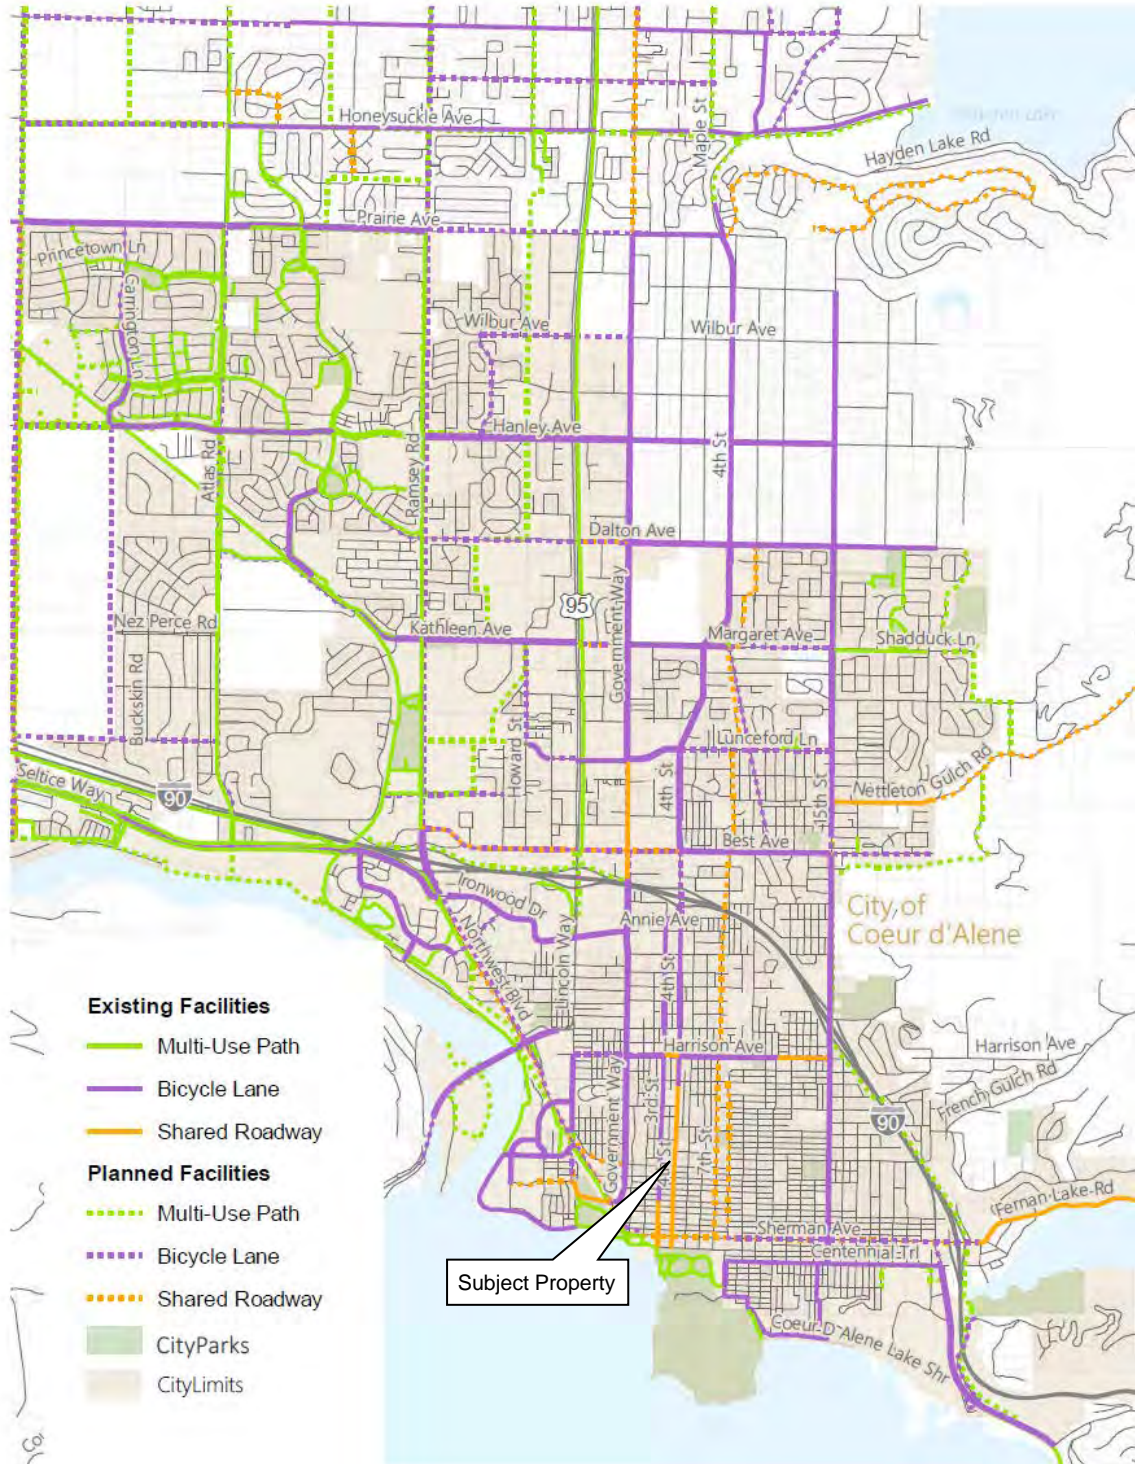 Honeysuckle Ave
Maple St
Hayden Lake Rd
Prairie Ave
Princetown Ln
Carrington Ln
Wilbur Ave
Wilbur Ave
Hanley Ave
4th St
Atlas Rd
Ramsey Rd
Dalton Ave
95
Government Way
Nez Perce Rd
Kathleen Ave
Margaret Ave
Shadduck Ln
Buckskin Rd
Howard St
Lunceford Ln
Nettleton Gulch Rd
Seltice Way
90
4th St
15th St
Best Ave
Ironwood Dr
Annie Ave
City of
Coeur d'Alene
Northwest Blvd
Lincoln Way
4th St
Existing Facilities
Multi-Use Path
Bicycle Lane
Shared Roadway
Planned Facilities
Multi-Use Path
Bicycle Lane
Shared Roadway
CityParks
CityLimits
Harrison Ave
Harrison Ave
French Gulch Rd
90
Government Way
3rd St
4th St
7th St
Fernan Lake Rd
Sherman Ave
Centennial Trl
Subject Property
Coeur D Alene Lake Shr